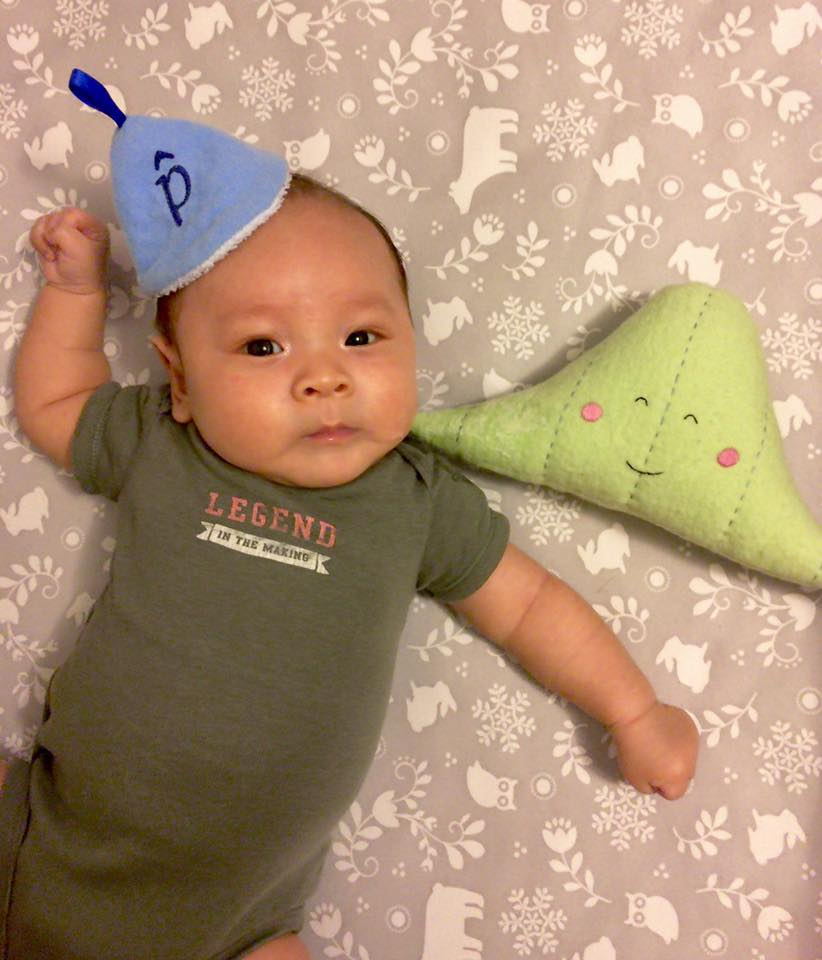 p̂
LEGEND
IN THE MAKING